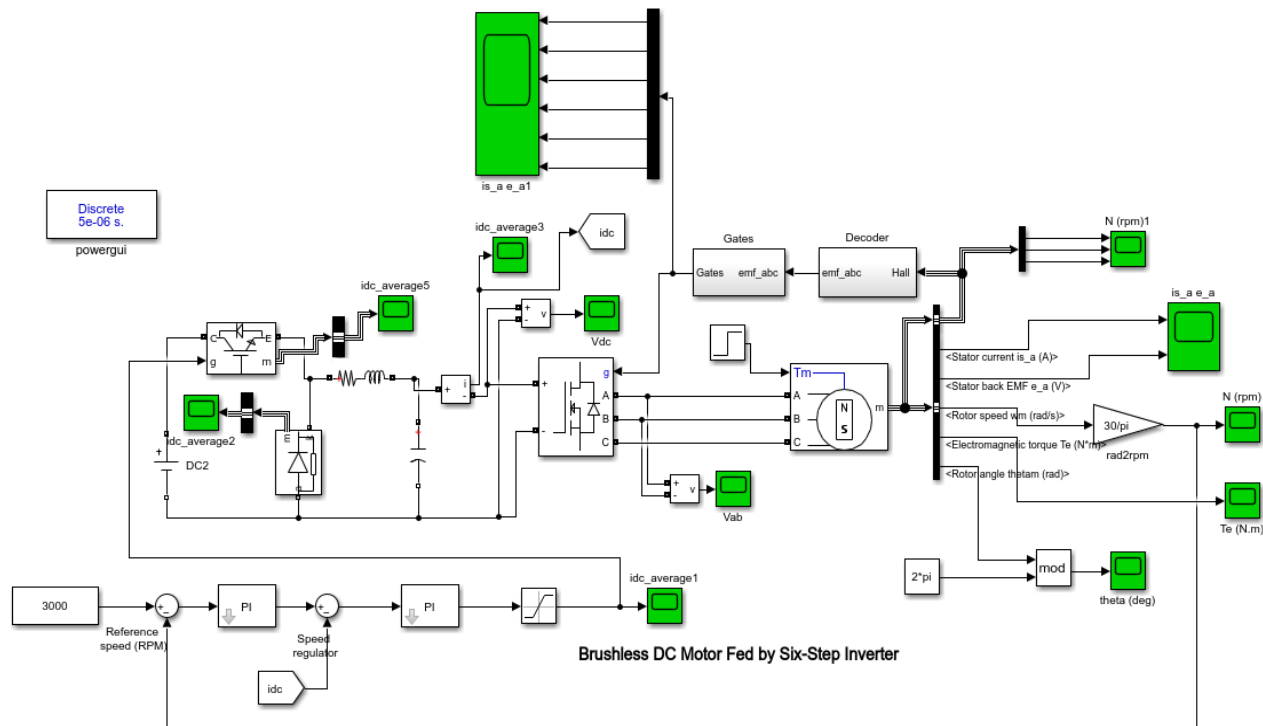 is_a e_a1
Discrete
5e-06 s.
powergui
idc_average3
idc
Gates
Gates
emf_abc
Decoder
emf_abc
Hall
N (rpm)1
is_a e_a
idc_average5
C
E
g
m
+
-
v
Vdc
+
i
-
g
+
-
A
B
C
Tm
A
B
C
N
S
m
<Stator current is_a (A)>
<Stator back EMF e_a (V)>
<Rotor speed wm (rad/s)>
<Electromagnetic torque Te (N*m)>
<Rotor angle thetam (rad)>
30/pi
rad2rpm
N (rpm)
idc_average2
m
+
DC2
+
-
v
Vab
Te (N.m)
2*pi
mod
theta (deg)
3000
Reference
speed (RPM)
+
-
PI
+
-
Speed
regulator
PI
idc_average1
idc
Brushless DC Motor Fed by Six-Step Inverter